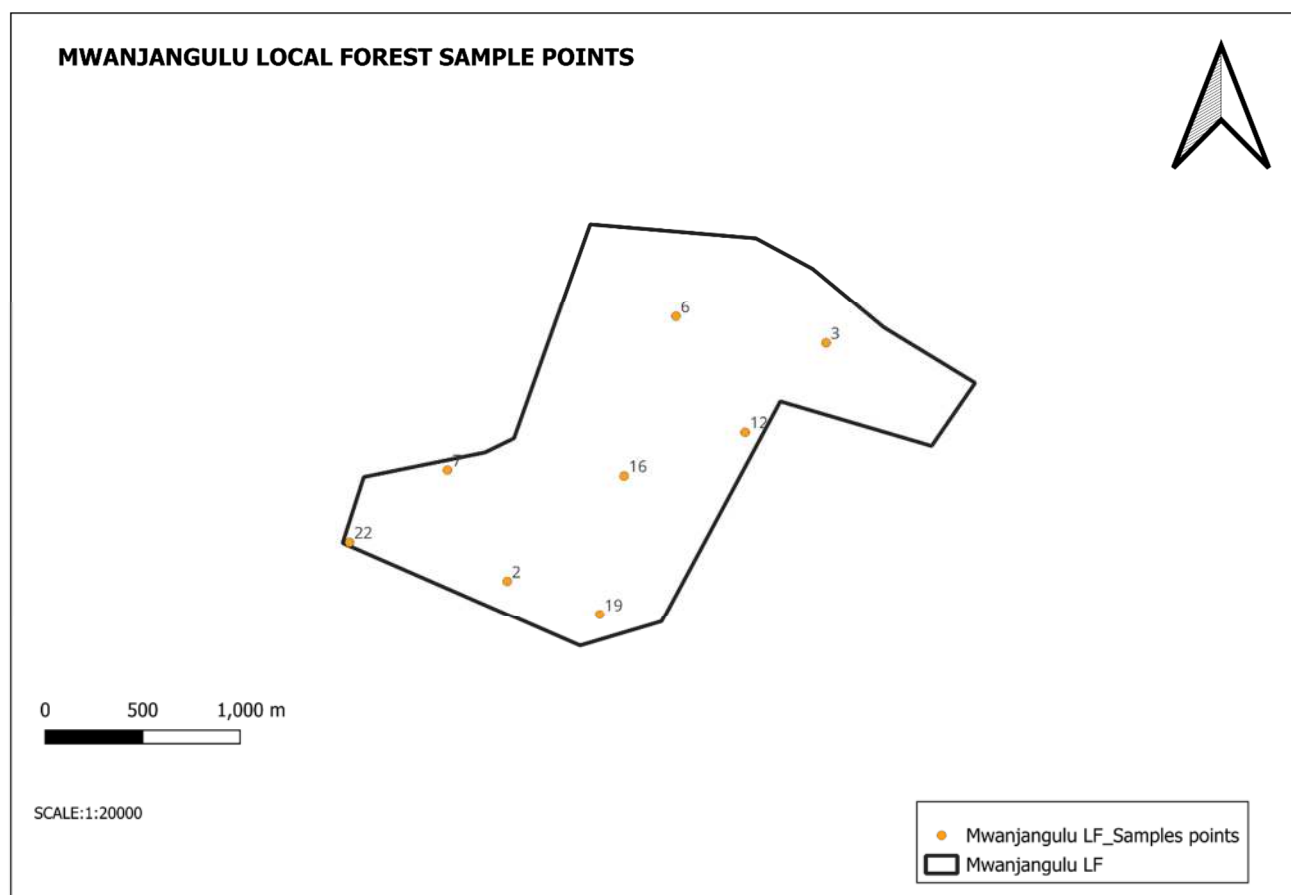 MWANJANGULU LOCAL FOREST SAMPLE POINTS
6
3
12
7
16
22
2
19
0 500 1,000 m
SCALE:1:20000
Mwanjangulu LF_Samples points
Mwanjangulu LF